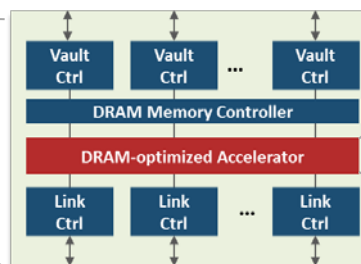 Vault Ctrl
Vault Ctrl
...
Vault Ctrl
DRAM Memory Controller
DRAM-optimized Accelerator
Link Ctrl
Link Ctrl
...
Link Ctrl